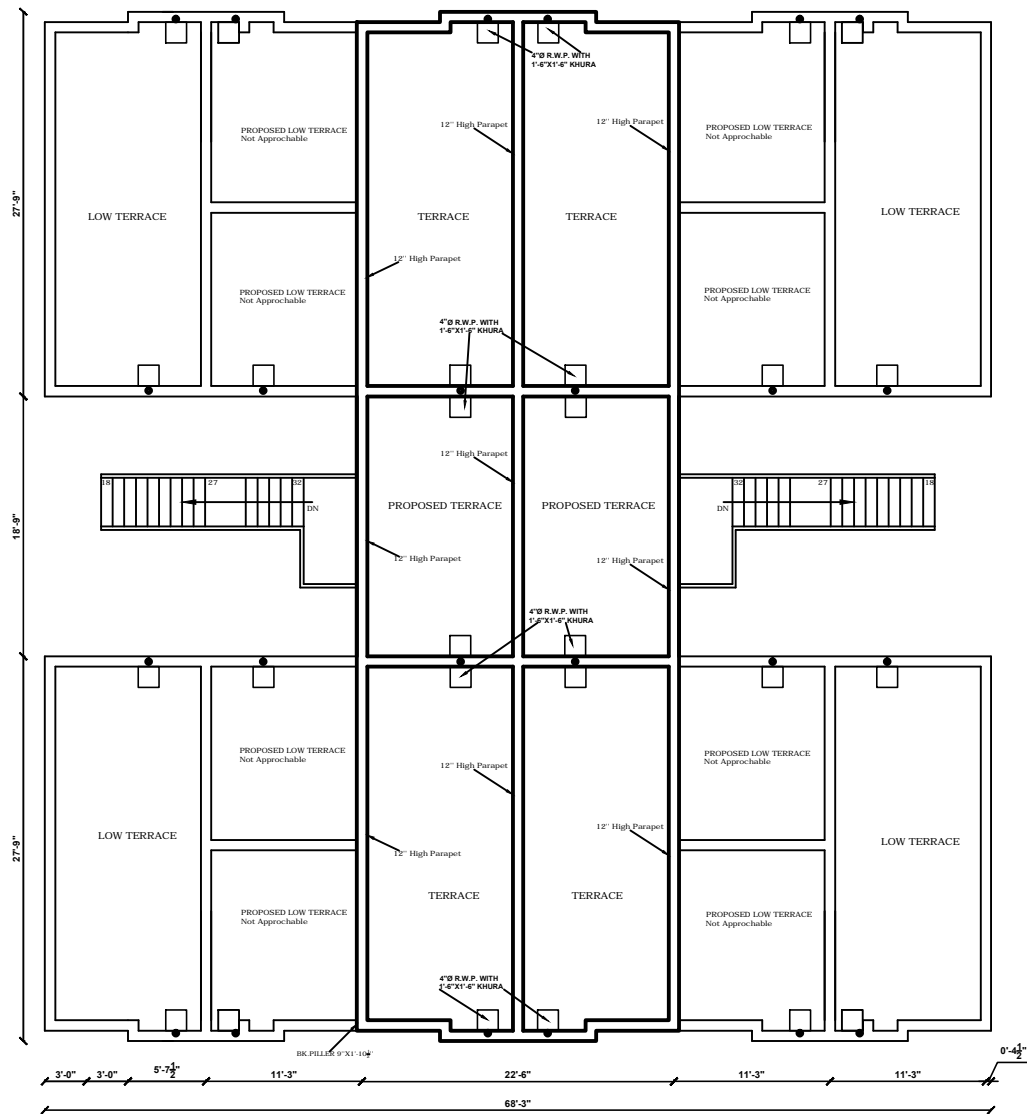 4"Ø R.W.P. WITH
1'-6"X1'-6" KHURA
12" High Parapet
12" High Parapet
PROPOSED LOW TERRACE
Not Approchable
PROPOSED LOW TERRACE
Not Approchable
27'-9"
LOW TERRACE
TERRACE
TERRACE
LOW TERRACE
12" High Parapet
PROPOSED LOW TERRACE
Not Approchable
PROPOSED LOW TERRACE
Not Approchable
4"Ø R.W.P. WITH
1'-6"X1'-6" KHURA
12" High Parapet
18
27
32
32
27
18
DN
PROPOSED TERRACE
PROPOSED TERRACE
DN
18'-9"
12" High Parapet
12" High Parapet
4"Ø R.W.P. WITH
1'-6"X1'-6" KHURA
PROPOSED LOW TERRACE
Not Approchable
PROPOSED LOW TERRACE
Not Approchable
12" High Parapet
12" High Parapet
LOW TERRACE
LOW TERRACE
27'-9"
12" High Parapet
TERRACE
TERRACE
PROPOSED LOW TERRACE
Not Approchable
PROPOSED LOW TERRACE
Not Approchable
4"Ø R.W.P. WITH
1'-6"X1'-6" KHURA
BK.PILLER 9"X1'-10½"
0'-4½"
3'-0"
3'-0"
5'-7½"
11'-3"
22'-6"
11'-3"
11'-3"
68'-3"